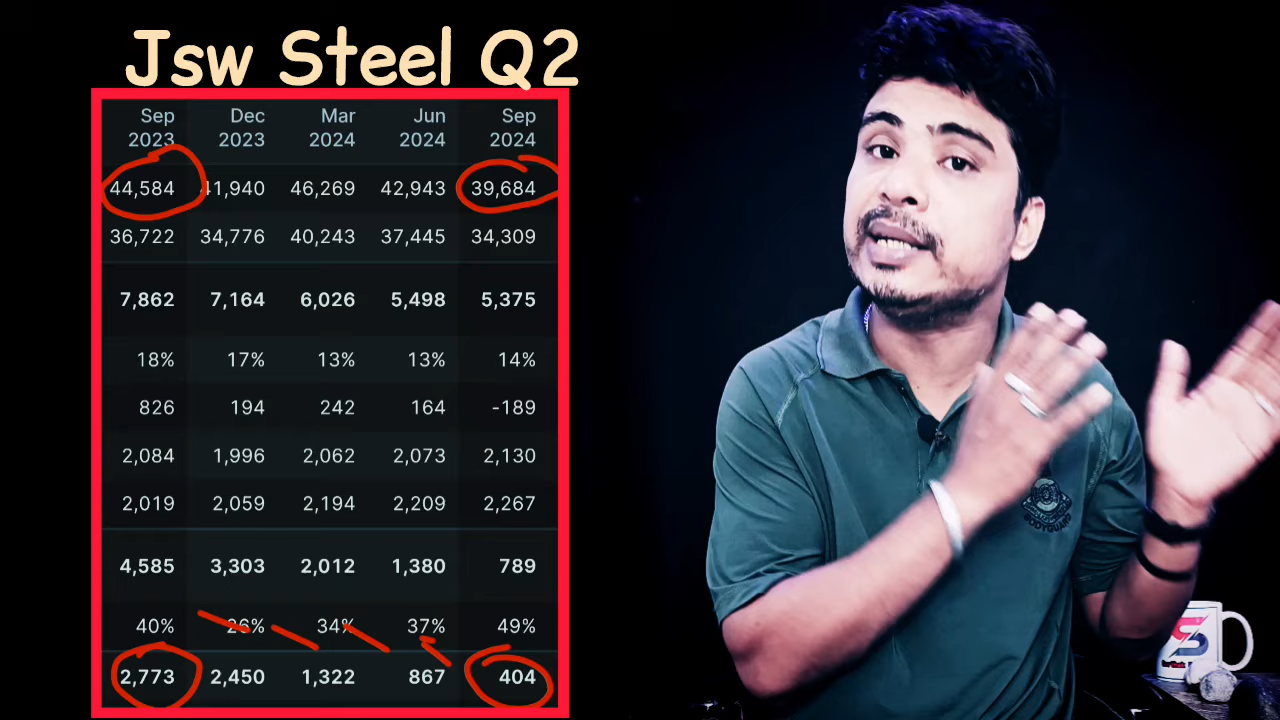 Jsw Steel Q2
Sep Dec Mar Jun Sep
2023 2023 2024 2024 2024
44,584 41,940 46,269 42,943 39,684
36,722 34,776 40,243 37,445 34,309
7,862 7,164 6,026 5,498 5,375
18% 17% 13% 13% 14%
826 194 242 164 -189
2,084 1,996 2,062 2,073 2,130
2,019 2,059 2,194 2,209 2,267
4,585 3,303 2,012 1,380 789
40% 26% 34% 37% 49%
2,773 2,450 1,322 867 404
BODYGUARD